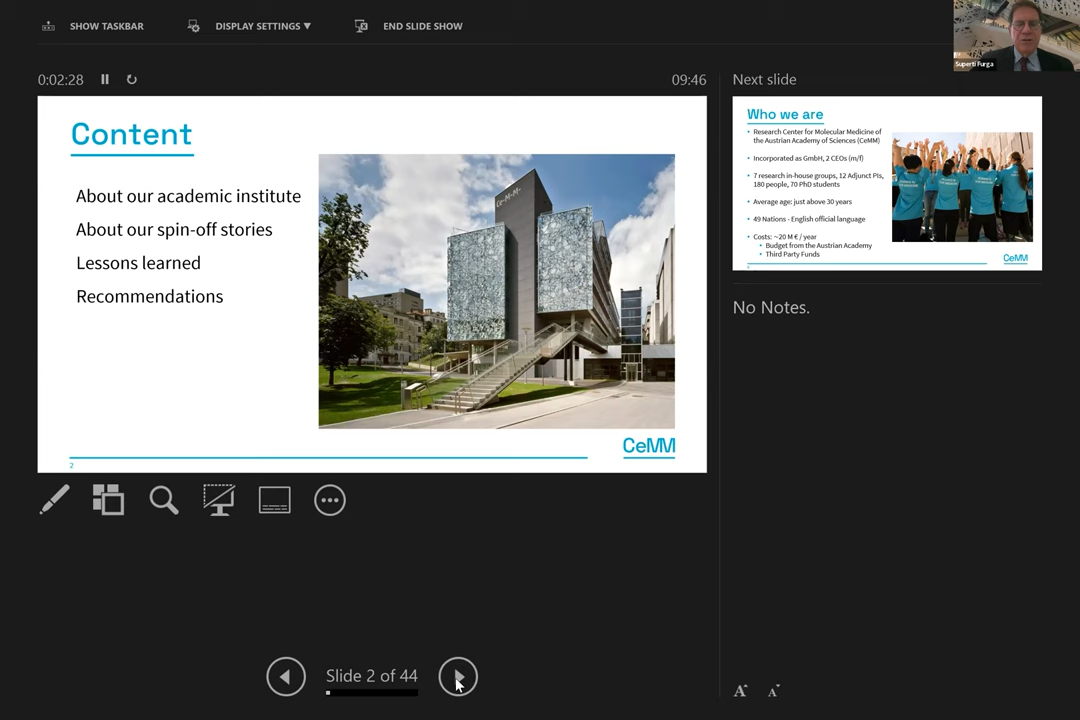 SHOW TASKBAR
DISPLAY SETTINGS ▼
END SLIDE SHOW
Superti Furga
0:02:28
09:46
Content
About our academic institute
About our spin-off stories
Lessons learned
Recommendations
Ce-M-M-
CeMM
2
Next slide
Who we are
• Research Center for Molecular Medicine of
the Austrian Academy of Sciences (CeMM)
• Incorporated as GmbH, 2 CEOs (m/f)
• 7 research in-house groups, 12 Adjunct PIs,
180 people, 70 PhD students
• Average age: just above 30 years
• 49 Nations - English official language
• Costs: ~20 M € / year
• Budget from the Austrian Academy
• Third Party Funds
CeMM
No Notes.
Slide 2 of 44
A A